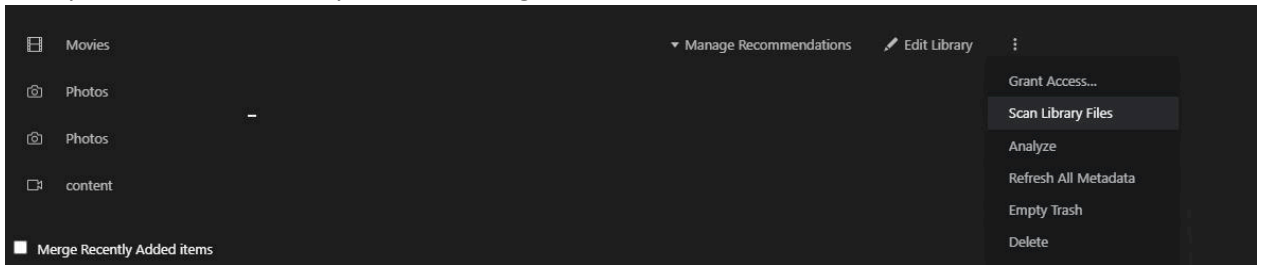 Movies
Manage Recommendations
Edit Library
Grant Access...
Photos
Scan Library Files
Photos
Analyze
content
Refresh All Metadata
Empty Trash
Merge Recently Added items
Delete